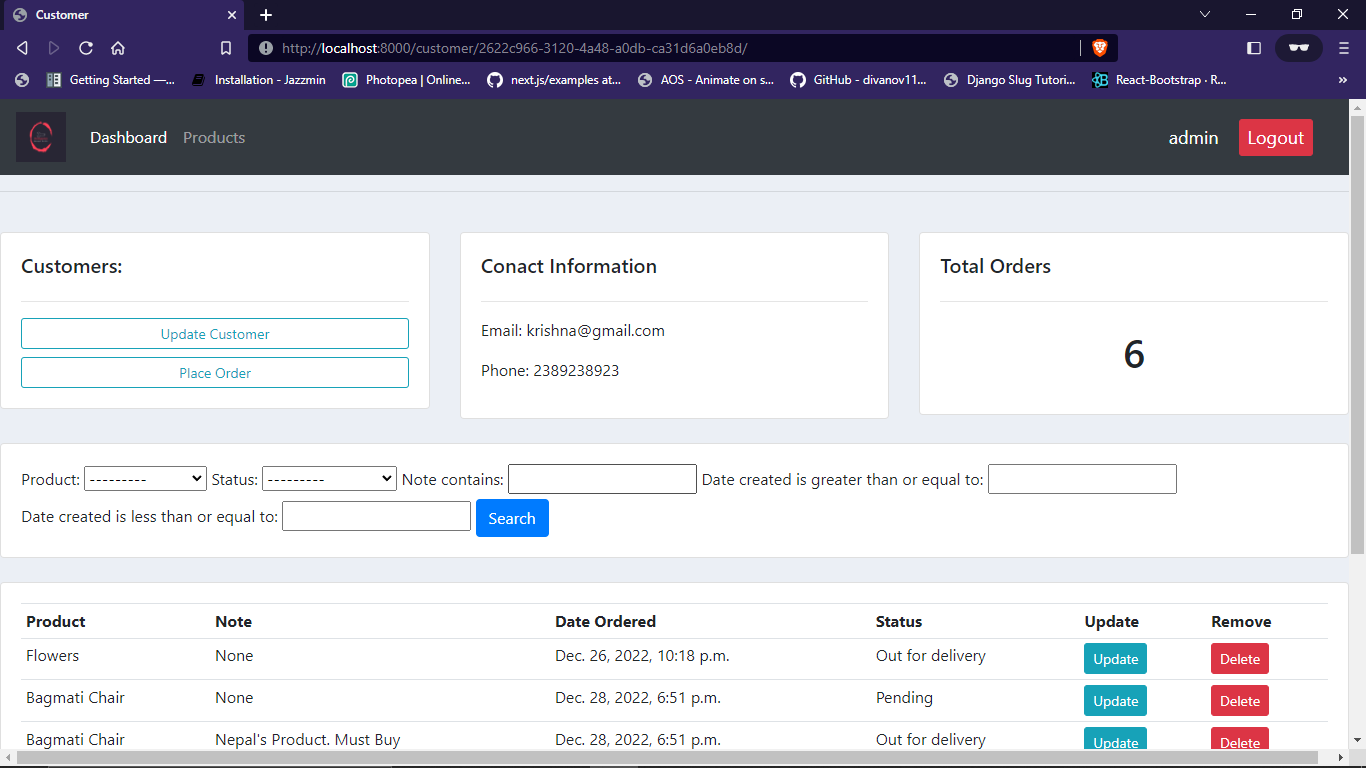 Customer
http://localhost:8000/customer/2622c966-3120-4a48-a0db-ca31d6a0eb8d/
Getting Started —... Installation - Jazzmin Photopea | Online... next.js/examples at... AOS - Animate on s... GitHub - divanov11... Django Slug Tutori... React-Bootstrap · R... »
Dashboard Products admin Logout
Customers: Conact Information Total Orders
Update Customer Email: krishna@gmail.com 6
Place Order Phone: 2389238923
Product: --------- Status: --------- Note contains: Date created is greater than or equal to:
Date created is less than or equal to: Search
Product Note Date Ordered Status Update Remove
Flowers None Dec. 26, 2022, 10:18 p.m. Out for delivery Update Delete
Bagmati Chair None Dec. 28, 2022, 6:51 p.m. Pending Update Delete
Bagmati Chair Nepal's Product. Must Buy Dec. 28, 2022, 6:51 p.m. Out for delivery Update Delete